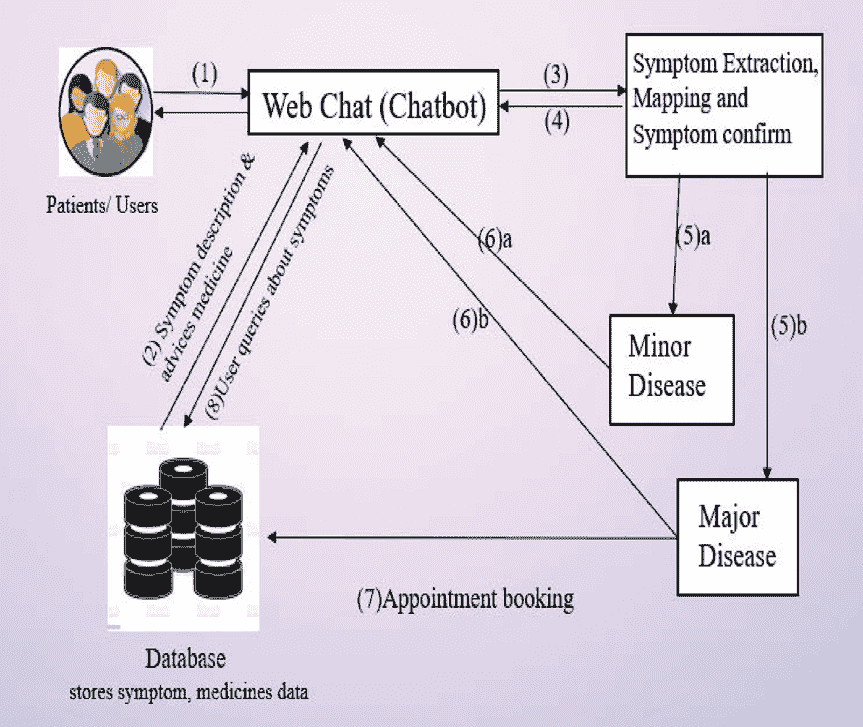 (1)
Web Chat (Chatbot)
(3)
(4)
Symptom Extraction,
Mapping and
Symptom confirm
Patients/ Users
(2) Symptom description &
advices medicine
(8)User queries about symptoms
(6)a
(6)b
(5)a
(5)b
Minor
Disease
Major
Disease
(7)Appointment booking
Database
stores symptom, medicines data